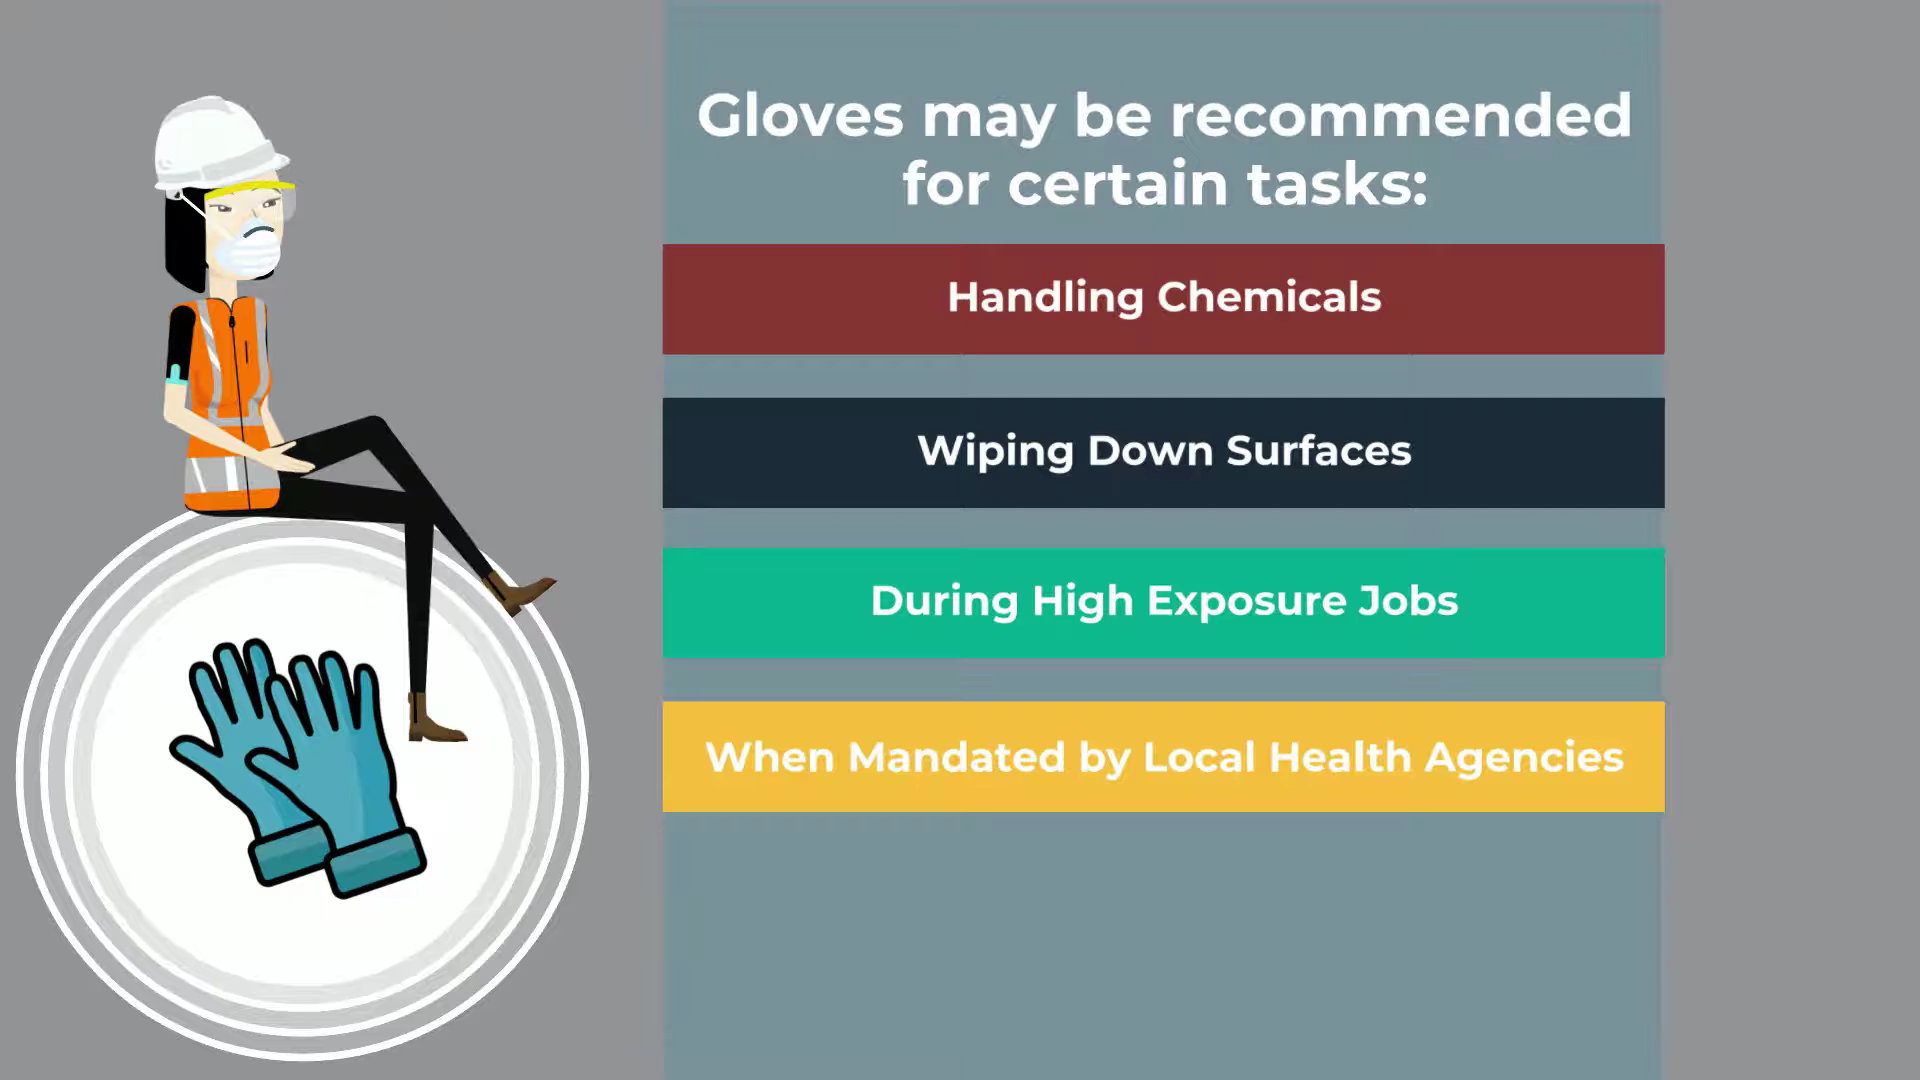 Gloves may be recommended
for certain tasks:
Handling Chemicals
Wiping Down Surfaces
During High Exposure Jobs
When Mandated by Local Health Agencies